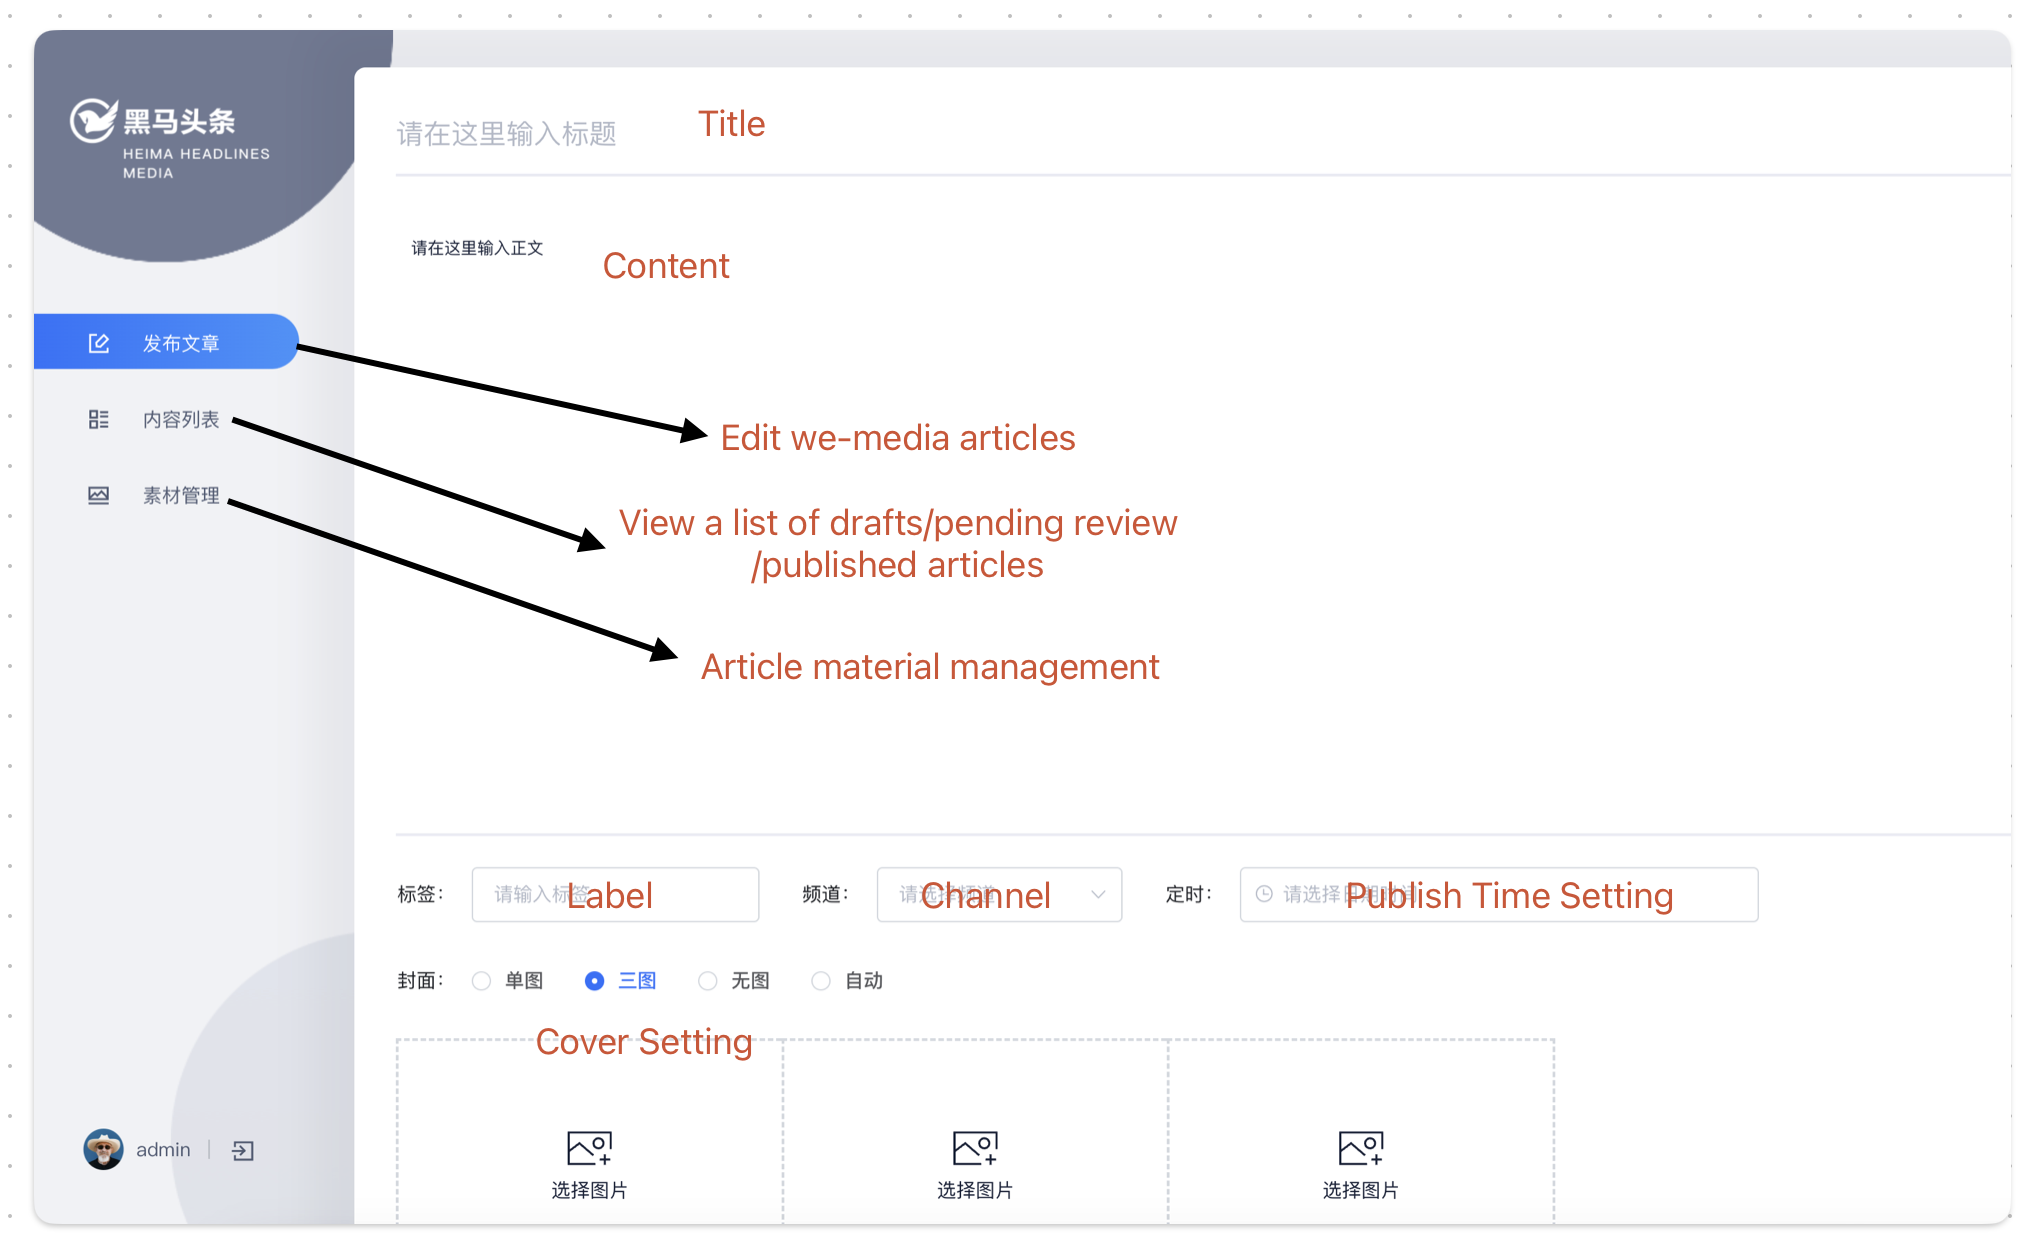 黑马头条
HEIMA HEADLINES
MEDIA
发布文章
内容列表
素材管理
admin
请在这里输入标题
Title
请在这里输入正文
Content
Edit we-media articles
View a list of drafts/pending review
/published articles
Article material management
标签：
请输入标签
Label
频道：
请选择频道
Channel
定时：
请选择日期时间
Publish Time Setting
封面：
单图
三图
无图
自动
Cover Setting
选择图片
选择图片
选择图片